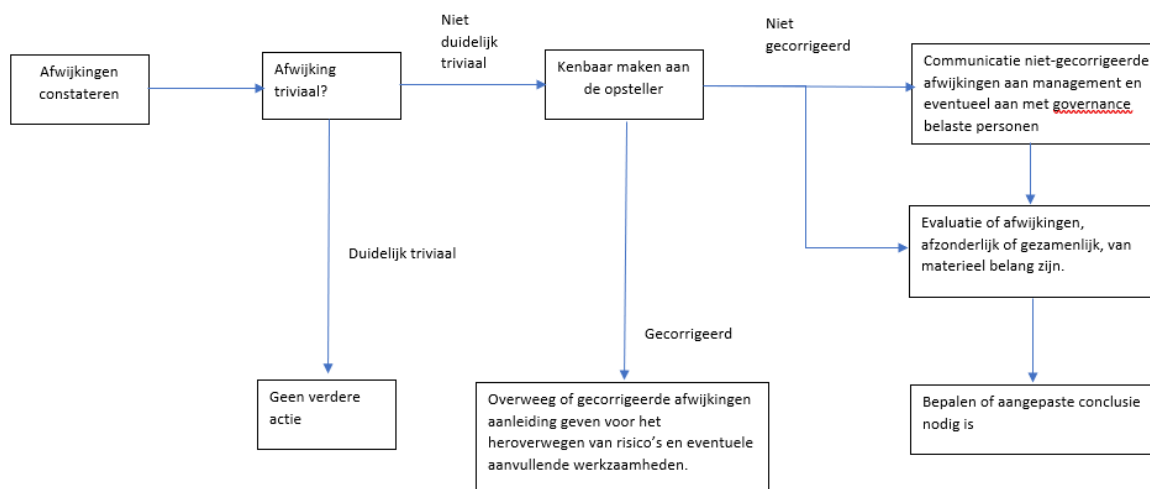 Afwijkingen
constateren
Afwijking
triviaal?
Niet
duidelijk
triviaal
Kenbaar maken aan
de opsteller
Niet
gecorrigeerd
Communicatie niet-gecorrigeerde
afwijkingen aan management en
eventueel aan met governance
belaste personen
Evaluatie of afwijkingen,
afzonderlijk of gezamenlijk, van
materieel belang zijn.
Duidelijk triviaal
Gecorrigeerd
Geen verdere
actie
Overweeg of gecorrigeerde afwijkingen
aanleiding geven voor het
heroverwegen van risico’s en eventuele
aanvullende werkzaamheden.
Bepalen of aangepaste conclusie
nodig is